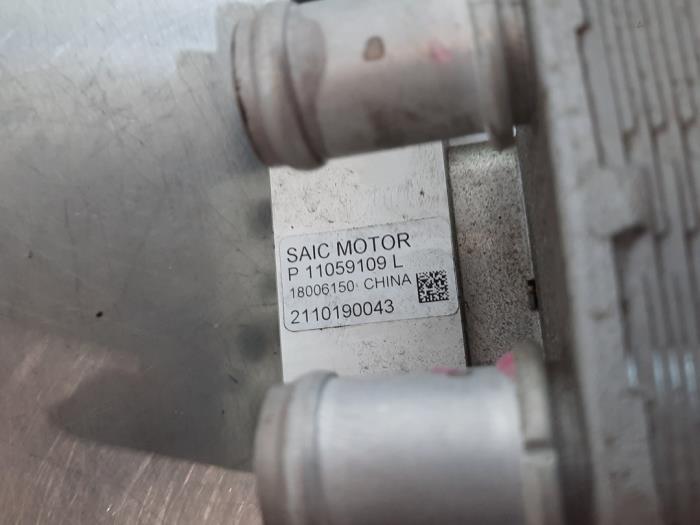 SAIC MOTOR
P 11059109 L
18006150 CHINA
2110190043